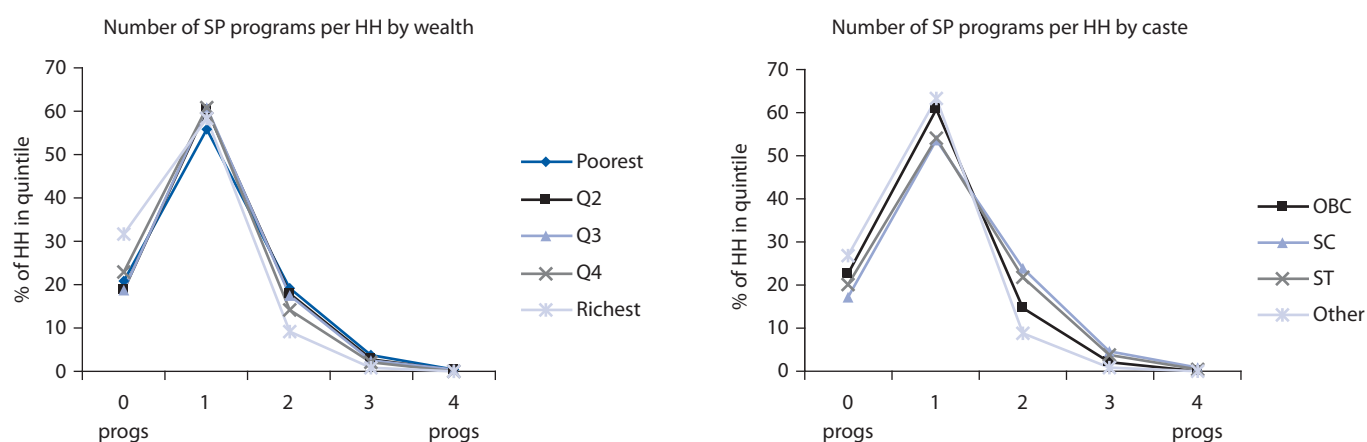 Number of SP programs per HH by wealth
% of HH in quintile
70
60
50
40
30
20
10
0
0
progs
1
2
3
4
progs
Poorest
Q2
Q3
Q4
Richest
Number of SP programs per HH by caste
% of HH in quintile
70
60
50
40
30
20
10
0
0
progs
1
2
3
4
progs
OBC
SC
ST
Other